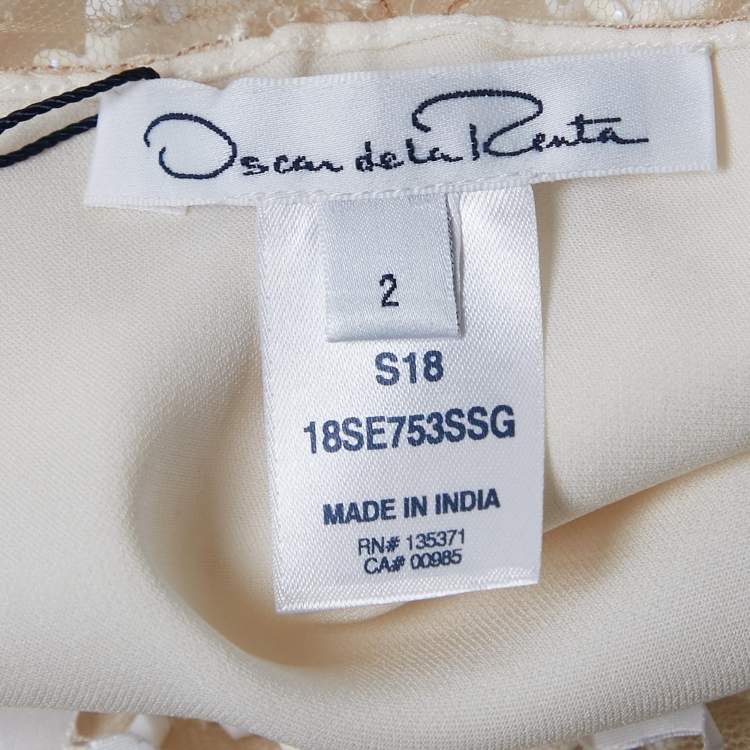 Oscar de la Renta
2
S18
18SE753SSG
MADE IN INDIA
RN# 135371
CA# 00985